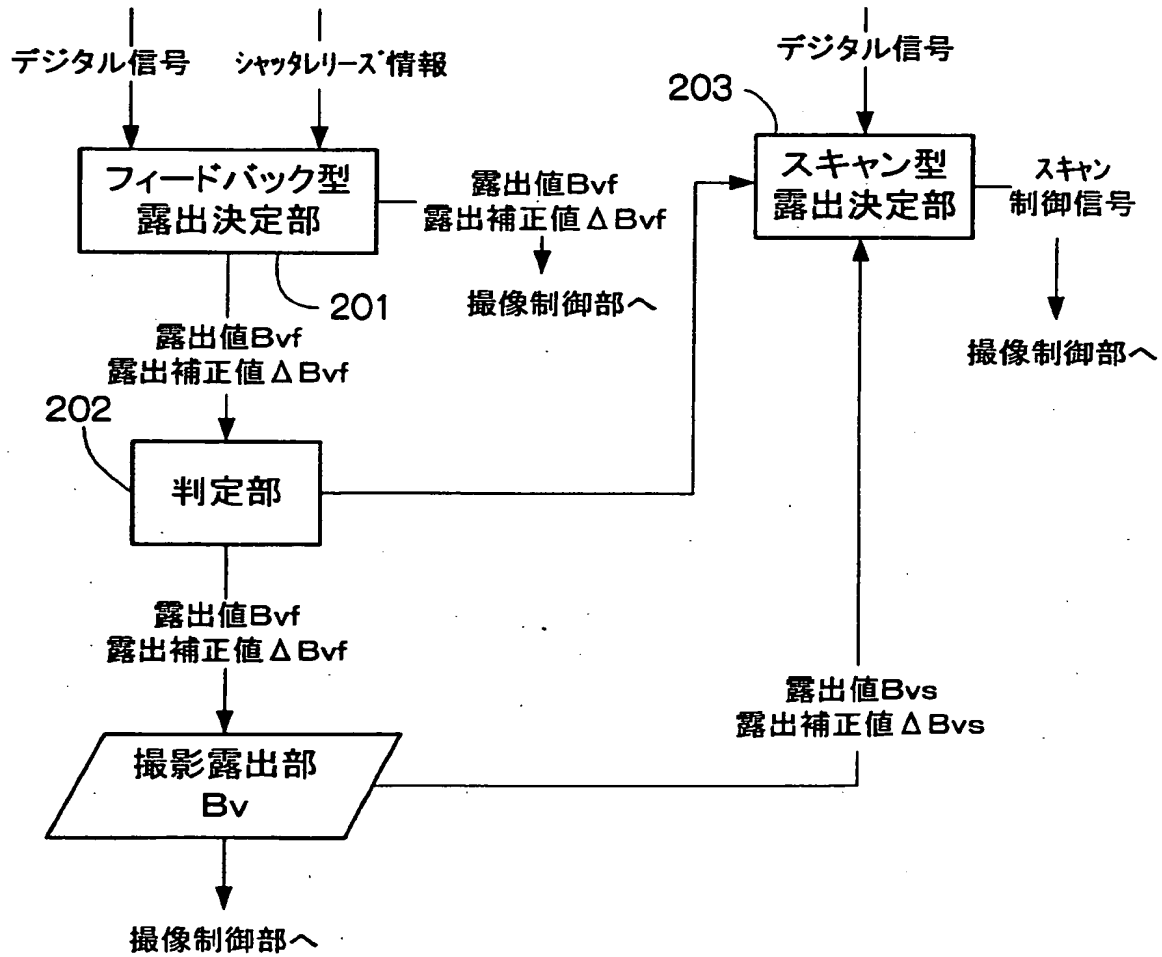 デジタル信号
シャッタレリーズ情報
デジタル信号
203
フィードバック型
露出決定部
露出値Bvf
露出補正値ΔBvf
スキャン型
露出決定部
スキャン
制御信号
201
撮像制御部へ
撮像制御部へ
露出値Bvf
露出補正値ΔBvf
202
判定部
露出値Bvf
露出補正値ΔBvf
露出値Bvs
露出補正値ΔBvs
撮影露出部
Bv
撮像制御部へ